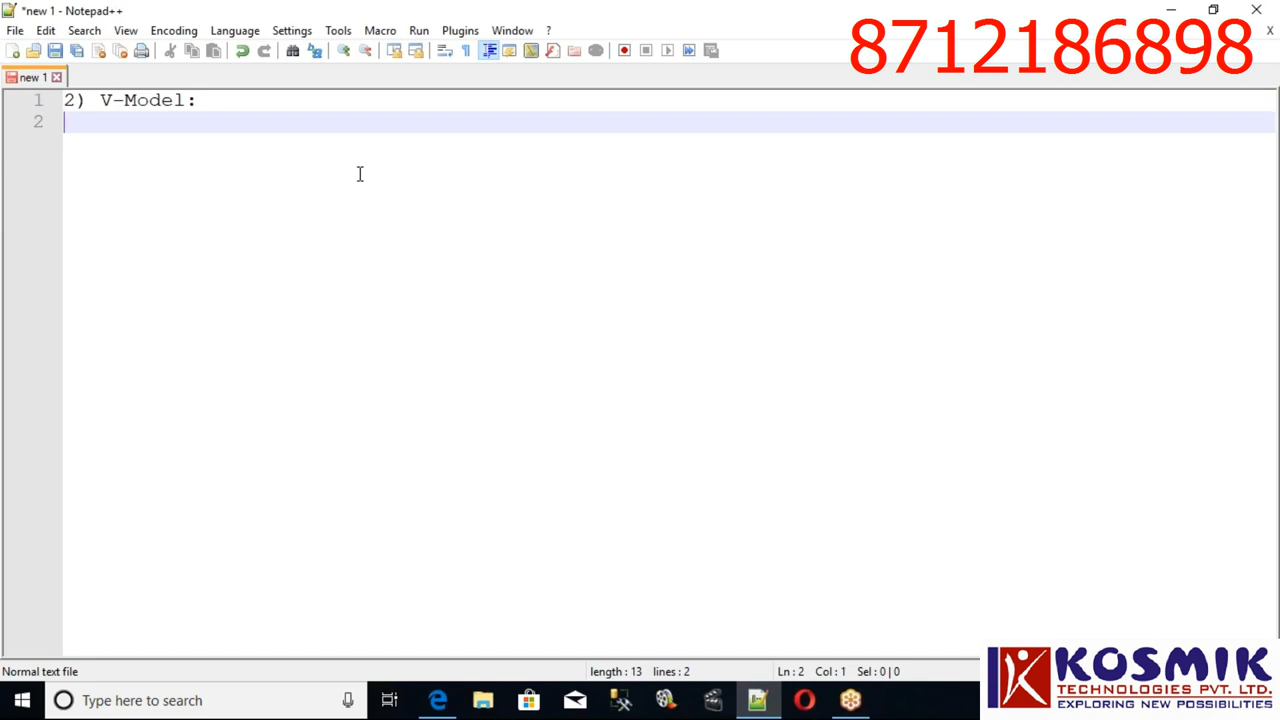 *new 1 - Notepad++
8712186898
File Edit Search View Encoding Language Settings Tools Macro Run Plugins Window ?
X
new 1
1 2) V-Model:
2
Normal text file length : 13 lines : 2 Ln : 2 Col : 1 Sel : 0 | 0
KOSMIK
TECHNOLOGIES PVT. LTD.
EXPLORING NEW POSSIBILITIES
Type here to search